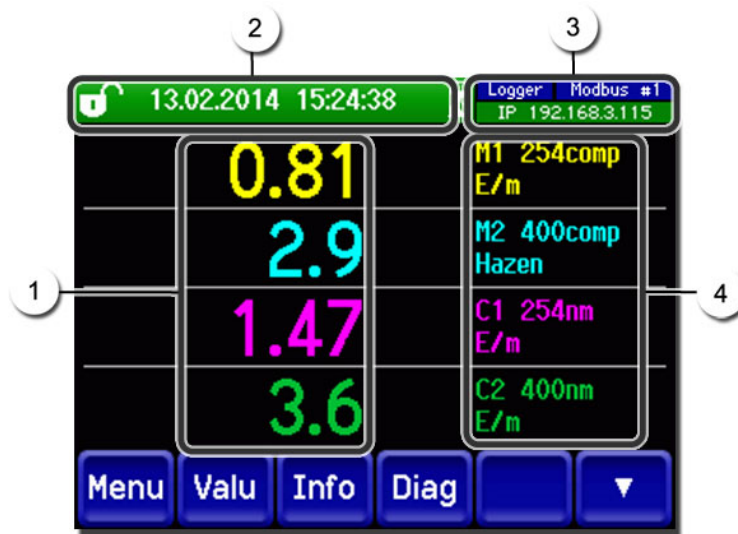 2
3
13.02.2014 15:24:38
Logger Modbus #1
IP 192.168.3.115
0.81
M1 254comp
E/m
2.9
M2 400comp
Hazen
1
4
1.47
C1 254nm
E/m
3.6
C2 400nm
E/m
Menu Valu Info Diag ▼